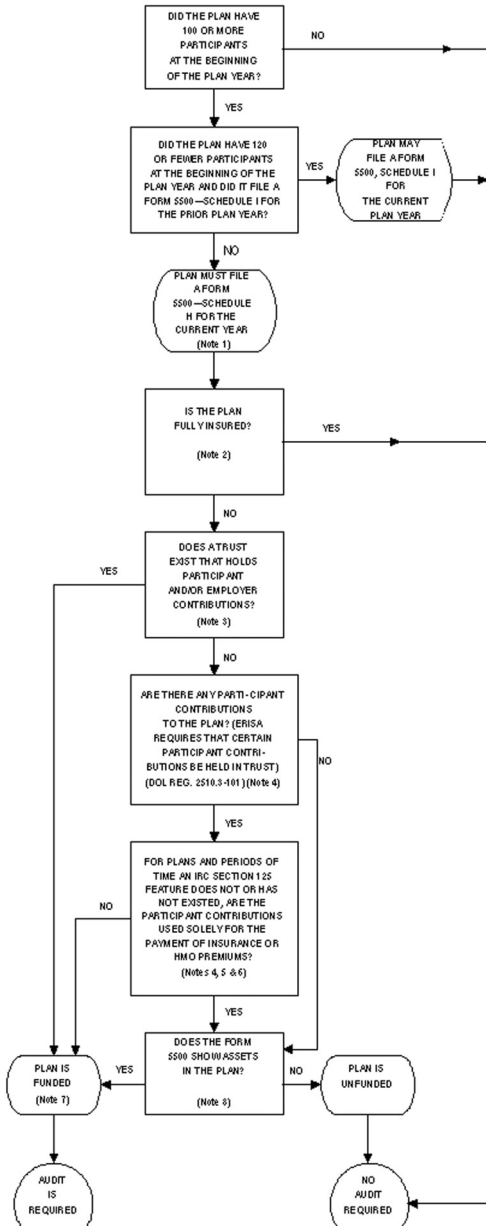 DID THE PLAN HAVE
100 OR MORE
PARTICIPANTS
AT THE BEGINNING
OF THE PLAN YEAR?
NO
YES
DID THE PLAN HAVE 120
OR FEWER PARTICIPANTS
AT THE BEGINNING OF THE
PLAN YEAR AND DID IT FILE A
FORM 5500—SCHEDULE I FOR
THE PRIOR PLAN YEAR?
YES
PLAN MAY
FILE A FORM
5500, SCHEDULE I
FOR
THE CURRENT
PLAN YEAR
NO
PLAN MUST FILE
A FORM
5500—SCHEDULE
H FOR THE
CURRENT YEAR
(Note 1)
IS THE PLAN
FULLY INSURED?
(Note 2)
YES
NO
DOES A TRUST
EXIST THAT HOLDS
PARTICIPANT
AND/OR EMPLOYER
CONTRIBUTIONS?
(Note 3)
YES
NO
ARE THERE ANY PARTI-CIPANT
CONTRIBUTIONS
TO THE PLAN? (ERISA
REQUIRES THAT CERTAIN
PARTICIPANT CONTRI-
BUTIONS BE HELD IN TRUST)
(DOL REG. 2510.3-101) (Note 4)
NO
YES
FOR PLANS AND PERIODS OF
TIME AN IRC SECTION 125
FEATURE DOES NOT OR HAS
NOT EXISTED, ARE THE
PARTICIPANT CONTRIBUTIONS
USED SOLELY FOR THE
PAYMENT OF INSURANCE OR
HMO PREMIUMS?
(Notes 4, 5 & 6)
NO
YES
DOES THE FORM
5500 SHOW ASSETS
IN THE PLAN?
(Note 8)
YES
NO
PLAN IS
FUNDED
(Note 7)
PLAN IS
UNFUNDED
AUDIT
IS
REQUIRED
NO
AUDIT
REQUIRED